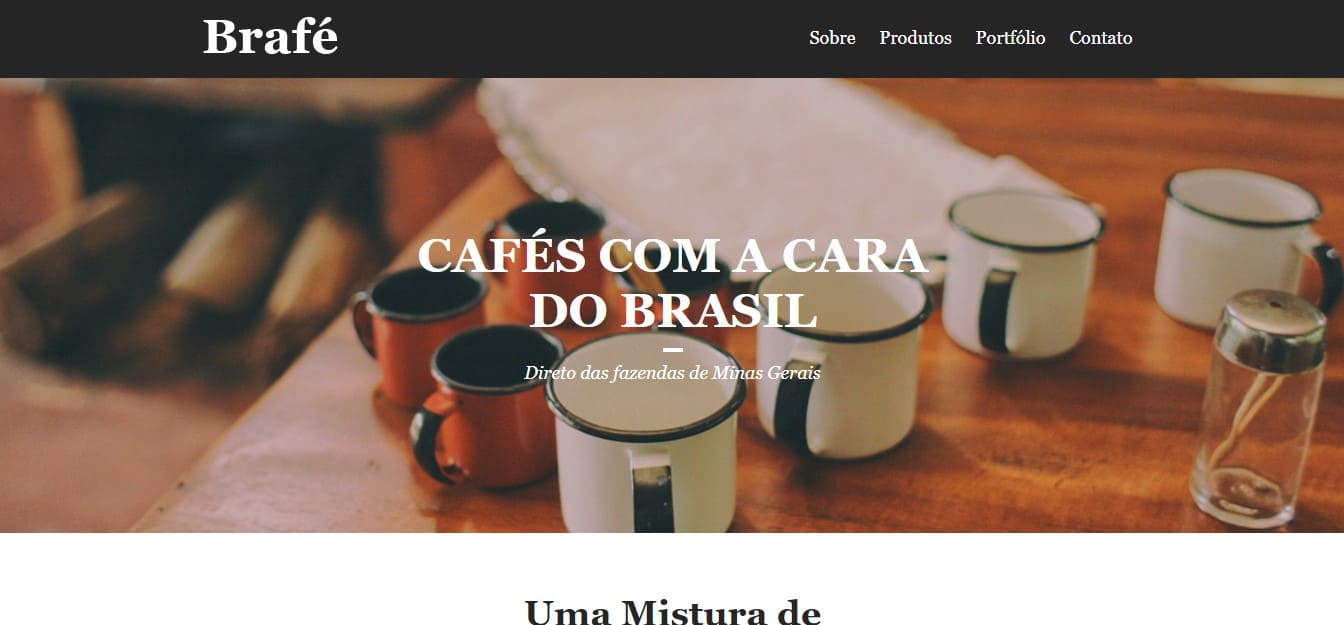 Brafé
Sobre Produtos Portfólio Contato
CAFÉS COM A CARA
DO BRASIL
Direto das fazendas de Minas Gerais
Uma Mistura de